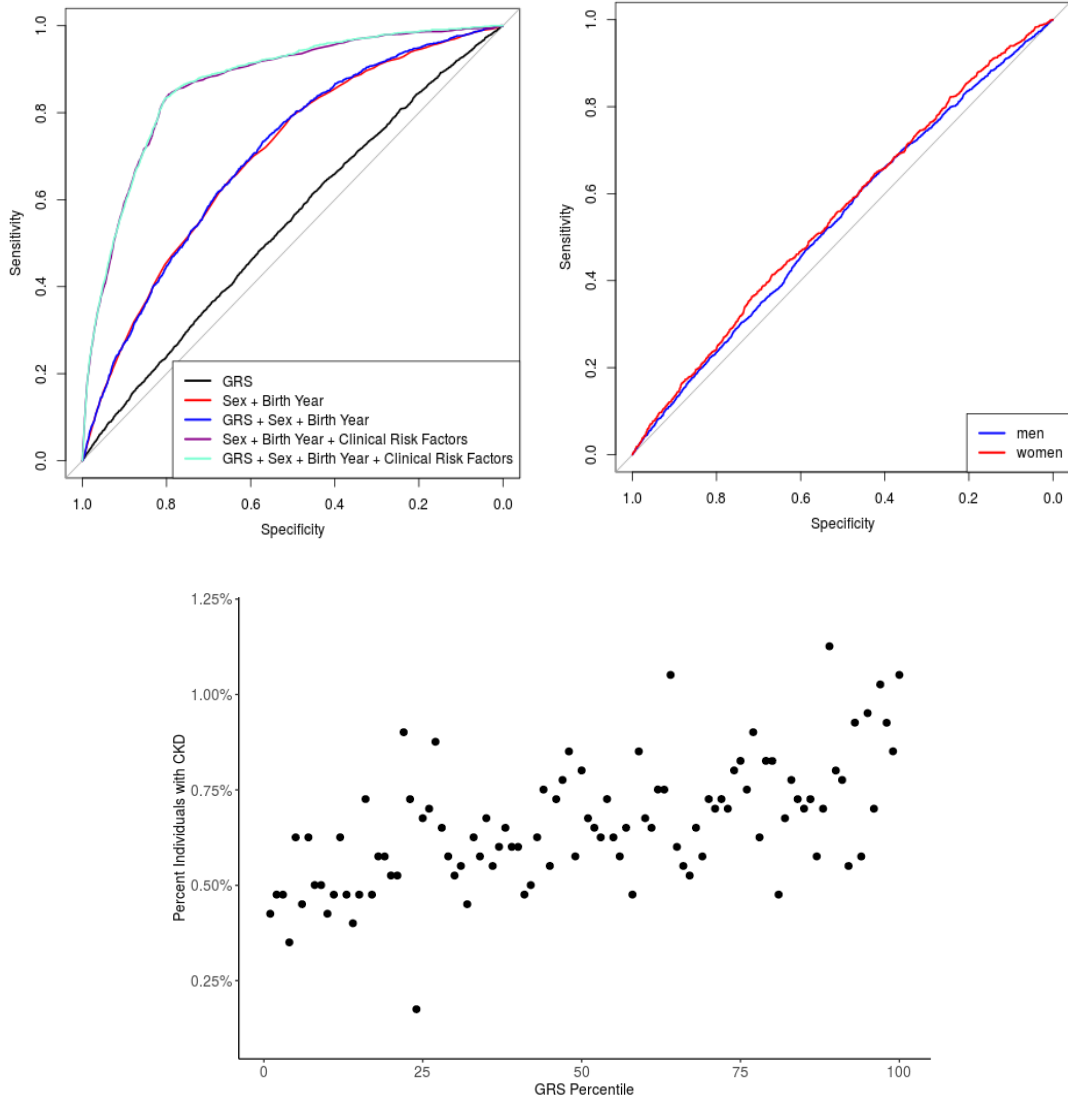 1.0
0.8
0.6
0.4
0.2
0.0
Sensitivity
GRS
Sex + Birth Year
GRS + Sex + Birth Year
Sex + Birth Year + Clinical Risk Factors
GRS + Sex + Birth Year + Clinical Risk Factors
1.0 0.8 0.6 0.4 0.2 0.0
Specificity
1.0
0.8
0.6
0.4
0.2
0.0
Sensitivity
men
women
1.0 0.8 0.6 0.4 0.2 0.0
Specificity
1.25%
1.00%
0.75%
0.50%
0.25%
Percent Individuals with CKD
0 25 50 75 100
GRS Percentile